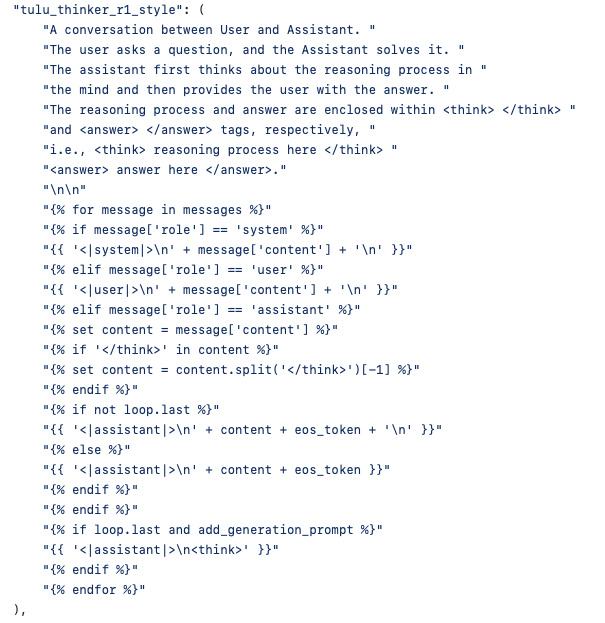 "tulu_thinker_r1_style": (
"A conversation between User and Assistant. "
"The user asks a question, and the Assistant solves it. "
"The assistant first thinks about the reasoning process in "
"the mind and then provides the user with the answer. "
"The reasoning process and answer are enclosed within <think> </think> "
"and <answer> </answer> tags, respectively, "
"i.e., <think> reasoning process here </think> "
"<answer> answer here </answer>."
"\n\n"
"{% for message in messages %}"
"{% if message['role'] == 'system' %}"
"{{ '<|system|>\n' + message['content'] + '\n' }}"
"{% elif message['role'] == 'user' %}"
"{{ '<|user|>\n' + message['content'] + '\n' }}"
"{% elif message['role'] == 'assistant' %}"
"{% set content = message['content'] %}"
"{% if '</think>' in content %}"
"{% set content = content.split('</think>')[-1] %}"
"{% endif %}"
"{% if not loop.last %}"
"{{ '<|assistant|>\n' + content + eos_token + '\n' }}"
"{% else %}"
"{{ '<|assistant|>\n' + content + eos_token }}"
"{% endif %}"
"{% endif %}"
"{% if loop.last and add_generation_prompt %}"
"{{ '<|assistant|>\n<think>' }}"
"{% endif %}"
"{% endfor %}"
),